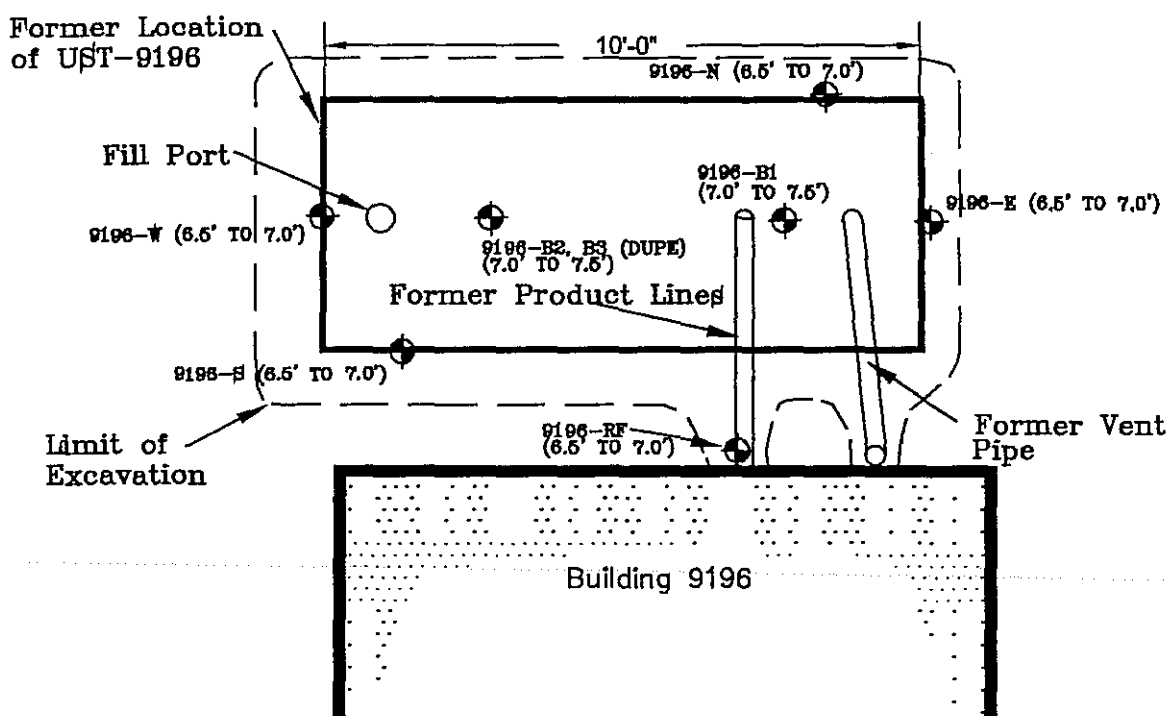 Former Location
of UST-9196
10'-0"
9196-N (6.5' TO 7.0')
Fill Port
9196-B1
(7.0' TO 7.5')
9196-E (6.5' TO 7.0')
9196-W (6.5' TO 7.0')
9196-B2, B3 (DUPE)
(7.0' TO 7.5')
Former Product Lines
9196-S (6.5' TO 7.0')
9196-RF
(6.5' TO 7.0')
Former Vent
Pipe
Limit of
Excavation
Building 9196